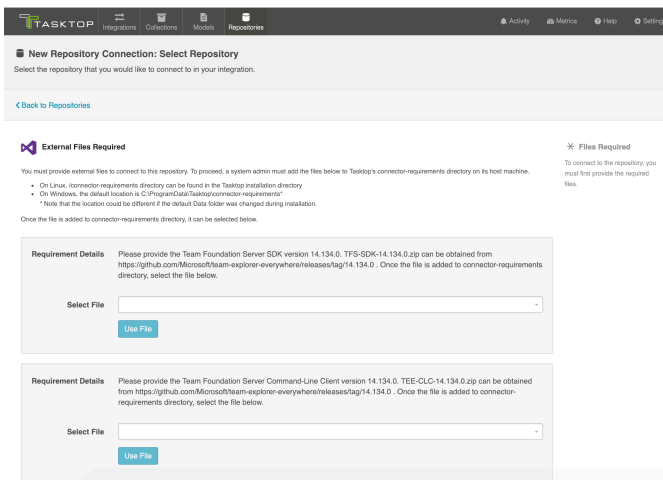 TASKTOP
Integrations
Collections
Models
Repositories
Activity
Metrics
Help
Setting
New Repository Connection: Select Repository
Select the repository that you would like to connect to in your integration.
Back to Repositories
External Files Required
You must provide external files to connect to this repository. To proceed, a system admin must add the files below to Tasktop's connector-requirements directory on its host machine.
• On Linux, /connector-requirements directory can be found in the Tasktop installation directory
• On Windows, the default location is C:\ProgramData\Tasktop\connector-requirements*
* Note that the location could be different if the default Data folder was changed during installation.
Once the file is added to connector-requirements directory, it can be selected below.
Files Required
To connect to the repository, you
must first provide the required
files.
Requirement Details
Please provide the Team Foundation Server SDK version 14.134.0. TFS-SDK-14.134.0.zip can be obtained from
https://github.com/Microsoft/team-explorer-everywhere/releases/tag/14.134.0 . Once the file is added to connector-requirements
directory, select the file below.
Select File
Use File
Requirement Details
Please provide the Team Foundation Server Command-Line Client version 14.134.0. TEE-CLC-14.134.0.zip can be obtained
from https://github.com/Microsoft/team-explorer-everywhere/releases/tag/14.134.0 . Once the file is added to connector-
requirements directory, select the file below.
Select File
Use File